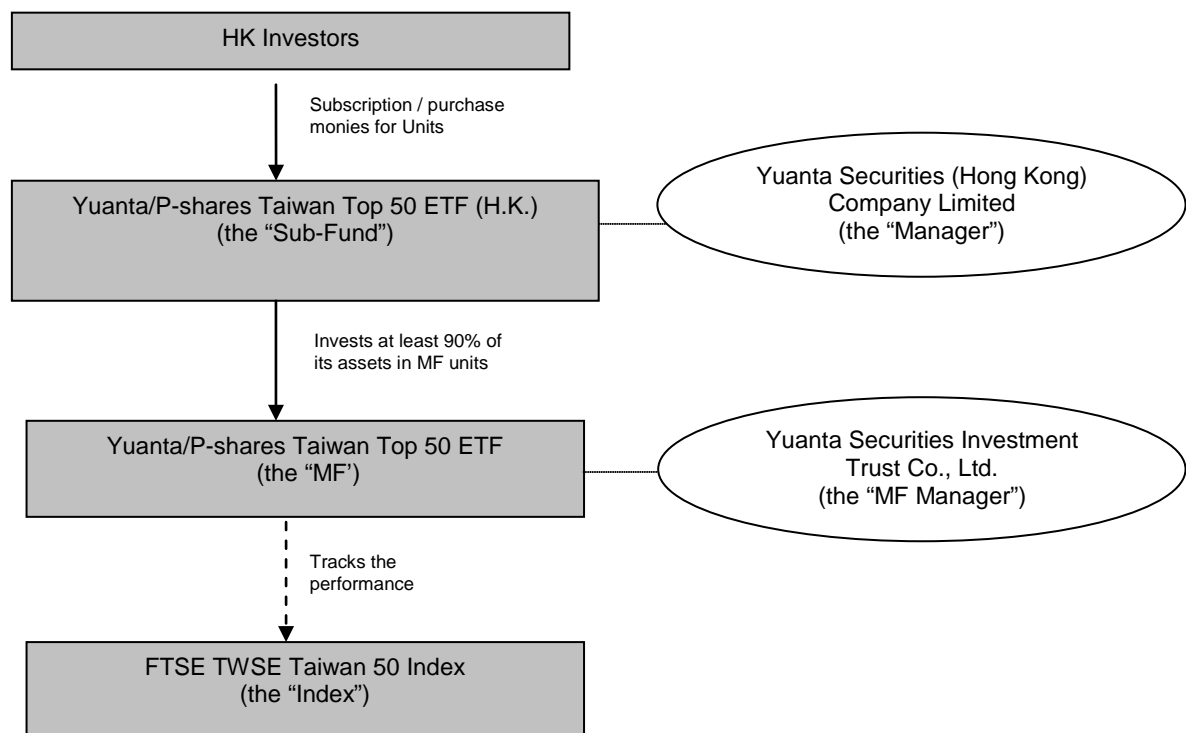 HK Investors
Subscription / purchase
monies for Units
Yuanta/P-shares Taiwan Top 50 ETF (H.K.)
(the “Sub-Fund”)
Yuanta Securities (Hong Kong)
Company Limited
(the “Manager”)
Invests at least 90% of
its assets in MF units
Yuanta/P-shares Taiwan Top 50 ETF
(the “MF’)
Yuanta Securities Investment
Trust Co., Ltd.
(the “MF Manager”)
Tracks the
performance
FTSE TWSE Taiwan 50 Index
(the “Index”)